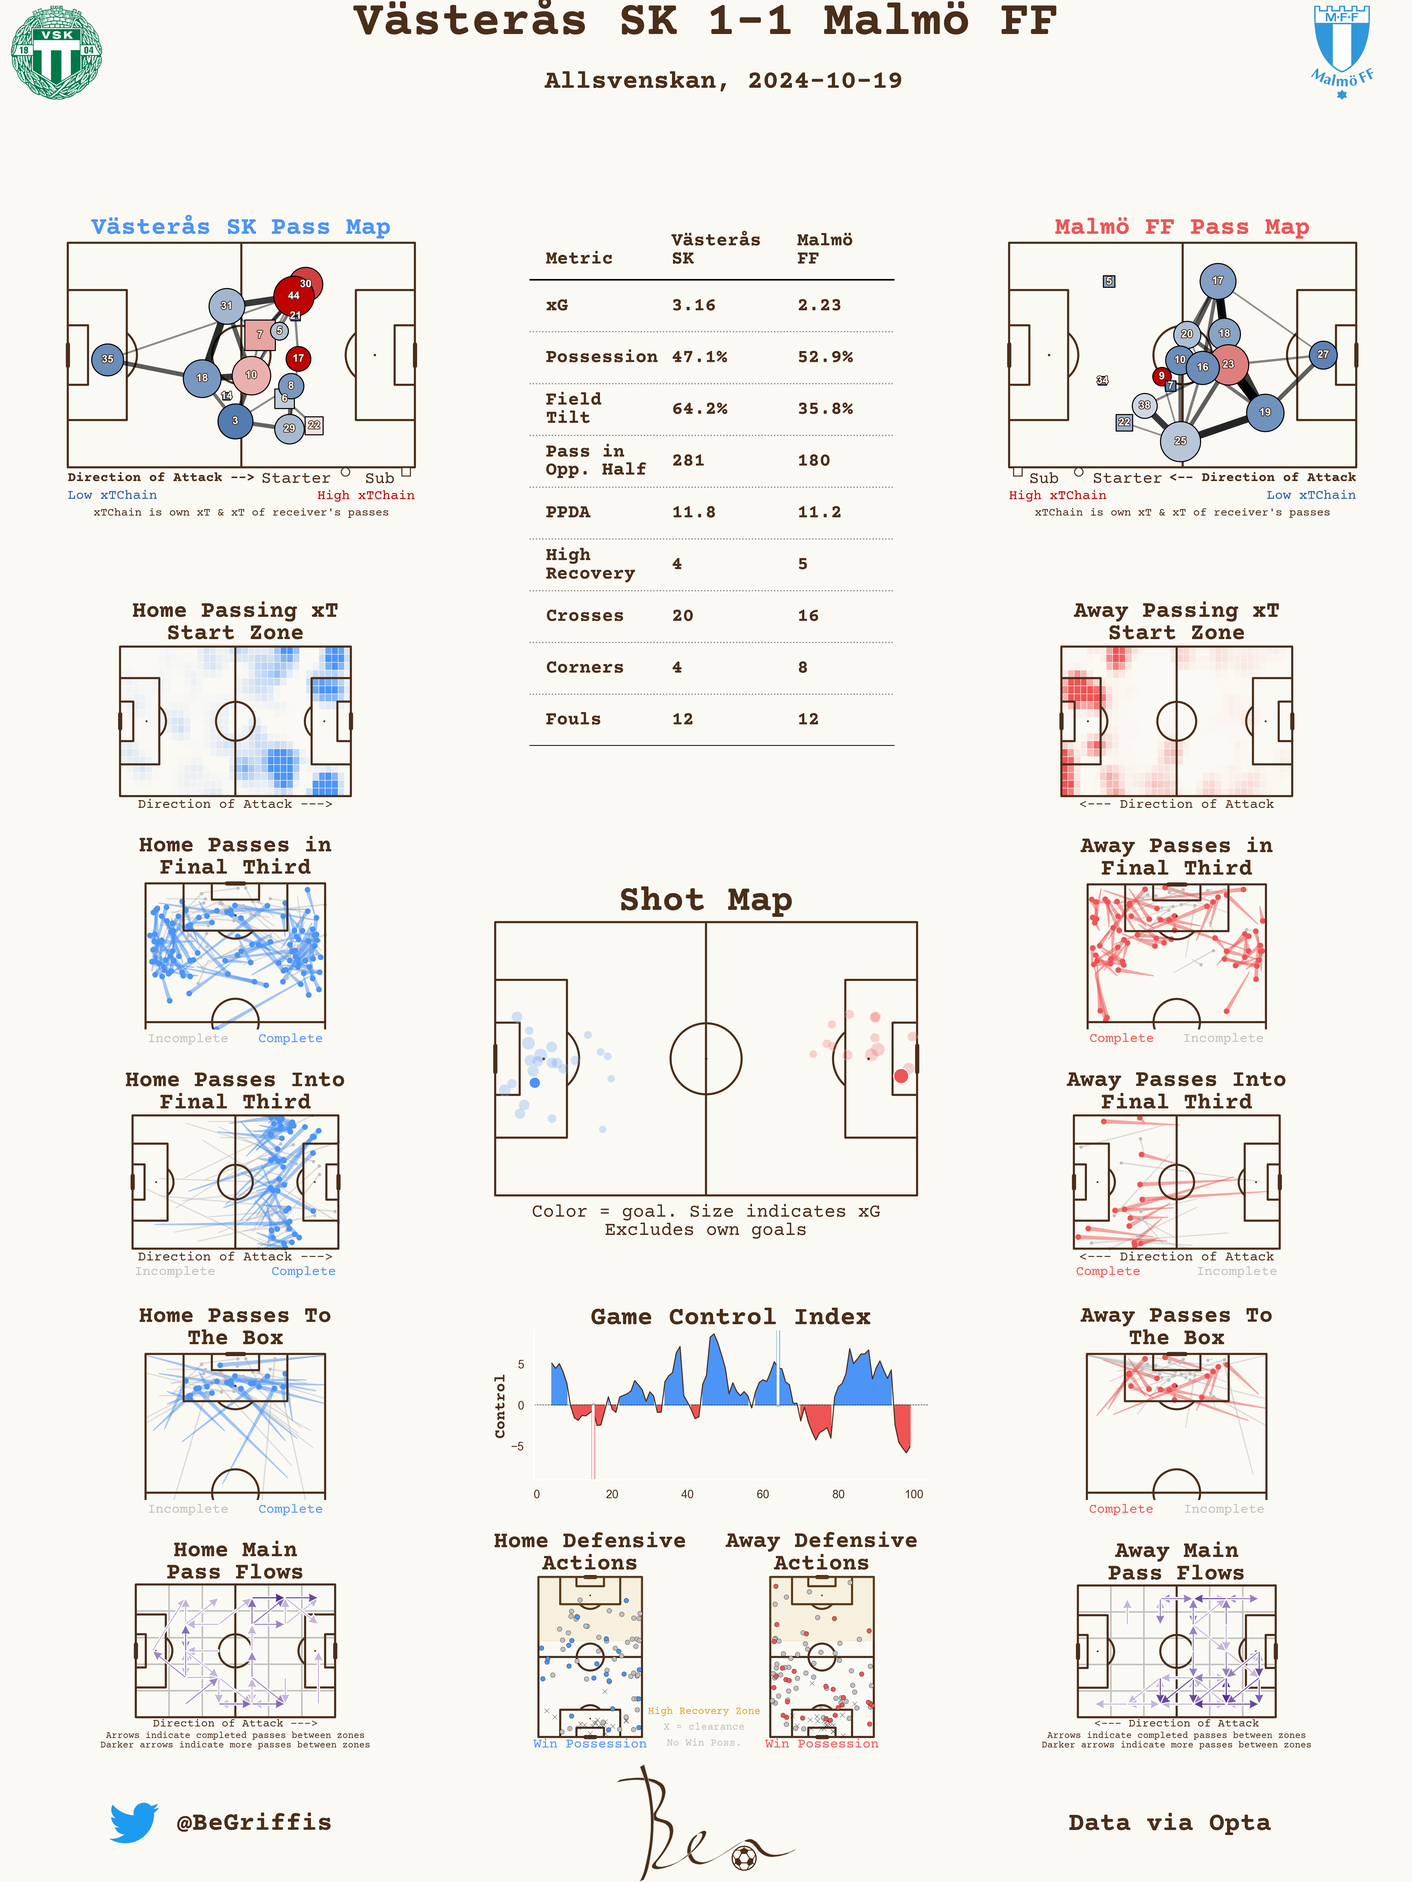 Västerås SK 1-1 Malmö FF
Allsvenskan, 2024-10-19
VSK
19 04
M·F·F
Malmö FF
Västerås SK Pass Map
30
44
31
21
7
5
35
17
18
10
8
14
6
3
29
22
Direction of Attack --> Starter Sub
Low xTChain High xTChain
xTChain is own xT & xT of receiver's passes
Metric Västerås SK Malmö FF
xG 3.16 2.23
Possession 47.1% 52.9%
Field Tilt 64.2% 35.8%
Pass in Opp. Half 281 180
PPDA 11.8 11.2
High Recovery 4 5
Crosses 20 16
Corners 4 8
Fouls 12 12
Malmö FF Pass Map
5
17
20
18
10
27
16
23
9
34
7
38
19
22
25
Sub Starter <-- Direction of Attack
High xTChain Low xTChain
xTChain is own xT & xT of receiver's passes
Home Passing xT
Start Zone
Direction of Attack --->
Away Passing xT
Start Zone
<--- Direction of Attack
Home Passes in
Final Third
Incomplete Complete
Away Passes in
Final Third
Complete Incomplete
Shot Map
Color = goal. Size indicates xG
Excludes own goals
Home Passes Into
Final Third
Direction of Attack --->
Incomplete Complete
Away Passes Into
Final Third
<--- Direction of Attack
Complete Incomplete
Home Passes To
The Box
Incomplete Complete
Game Control Index
Control
5
0
−5
0 20 40 60 80 100
Away Passes To
The Box
Complete Incomplete
Home Main
Pass Flows
Direction of Attack --->
Arrows indicate completed passes between zones
Darker arrows indicate more passes between zones
Home Defensive
Actions
Win Possession
Away Defensive
Actions
Win Possession
High Recovery Zone
X = clearance
No Win Poss.
Away Main
Pass Flows
<--- Direction of Attack
Arrows indicate completed passes between zones
Darker arrows indicate more passes between zones
@BeGriffis
Ben
Data via Opta